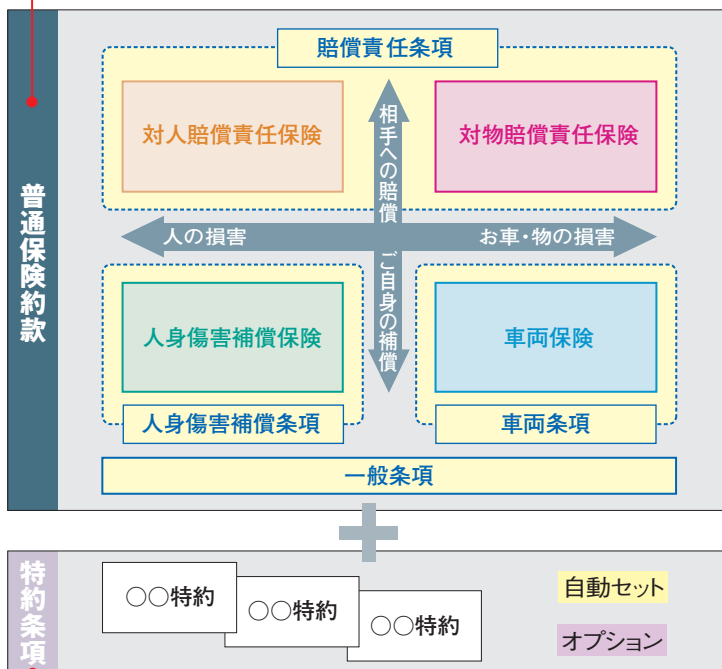 普通保険約款
賠償責任条項
対人賠償責任保険
対物賠償責任保険
相手への賠償
人の損害
お車・物の損害
ご自身の補償
人身傷害補償保険
車両保険
人身傷害補償条項
車両条項
一般条項
特約条項
○○特約
○○特約
○○特約
自動セット
オプション